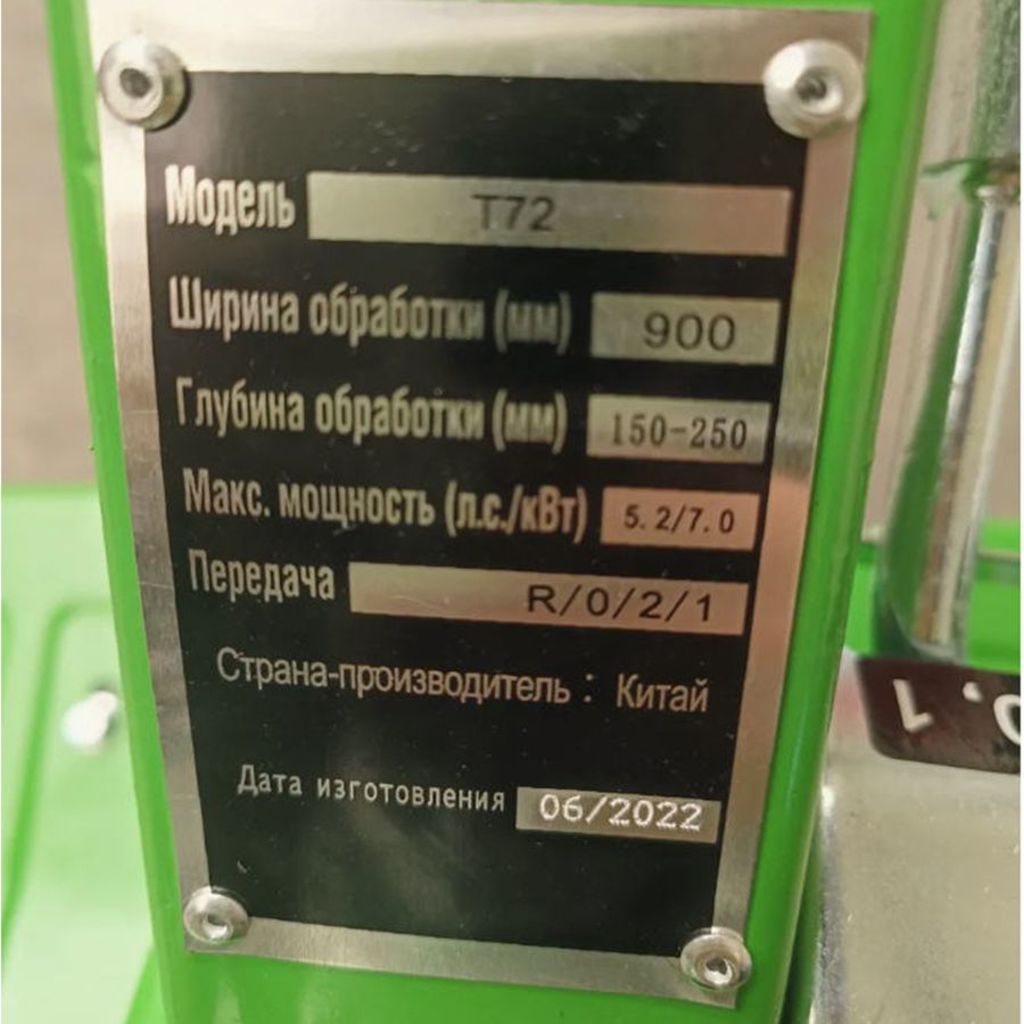 Модель T72
Ширина обработки (мм) 900
Глубина обработки (мм) 150-250
Макс. мощность (л.с./кВт) 5.2/7.0
Передача R/0/2/1
Страна-производитель : Китай
Дата изготовления 06/2022